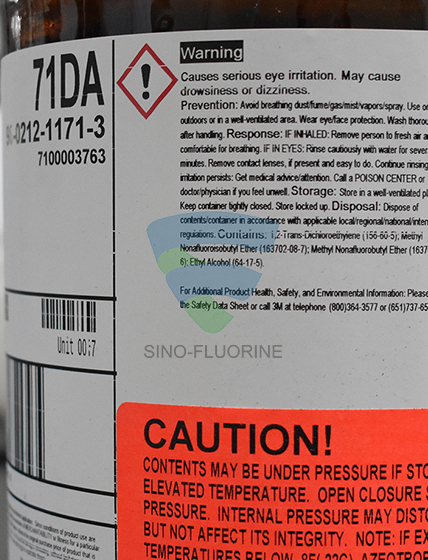 Warning
71DA
Causes serious eye irritation. May cause
drowsiness or dizziness.
Prevention: Avoid breathing dust/fume/gas/mist/vapors/spray. Use on
outdoors or in a well-ventilated area. Wear eye/face protection. Wash thorou
-0212-1171-3
after handling. Response: IF INHALED: Remove person to fresh air a
7100003763
comfortable for breathing. IF IN EYES: Rinse cautiously with water for sever
minutes. Remove contact lenses, if present and easy to do. Continue rinsing
irritation persists: Get medical advice/attention. Call a POISON CENTER or
doctor/physician if you feel unwell. Storage: Store in a well-ventilated pl
Keep container tightly closed. Store locked up. Disposal: Dispose of
contents/container in accordance with applicable local/regional/national/inter
regulations. Contains: 1,2-Trans-Dichloroethylene (156-60-5); Methyl
Nonafluoroisobutyl Ether (163702-08-7); Methyl Nonafluorobutyl Ether (1637
6); Ethyl Alcohol (64-17-5).
For Additional Product Health, Safety, and Environmental Information: Please
the Safety Data Sheet or call 3M at telephone (800)364-3577 or (651)737-65
Unit 00:7
SINO-FLUORINE
CAUTION!
CONTENTS MAY BE UNDER PRESSURE IF STO
ELEVATED TEMPERATURE. OPEN CLOSURE S
PRESSURE. INTERNAL PRESSURE MAY DISTO
BUT NOT AFFECT ITS INTEGRITY. NOTE: IF EX
TEMPERATURES BELOW